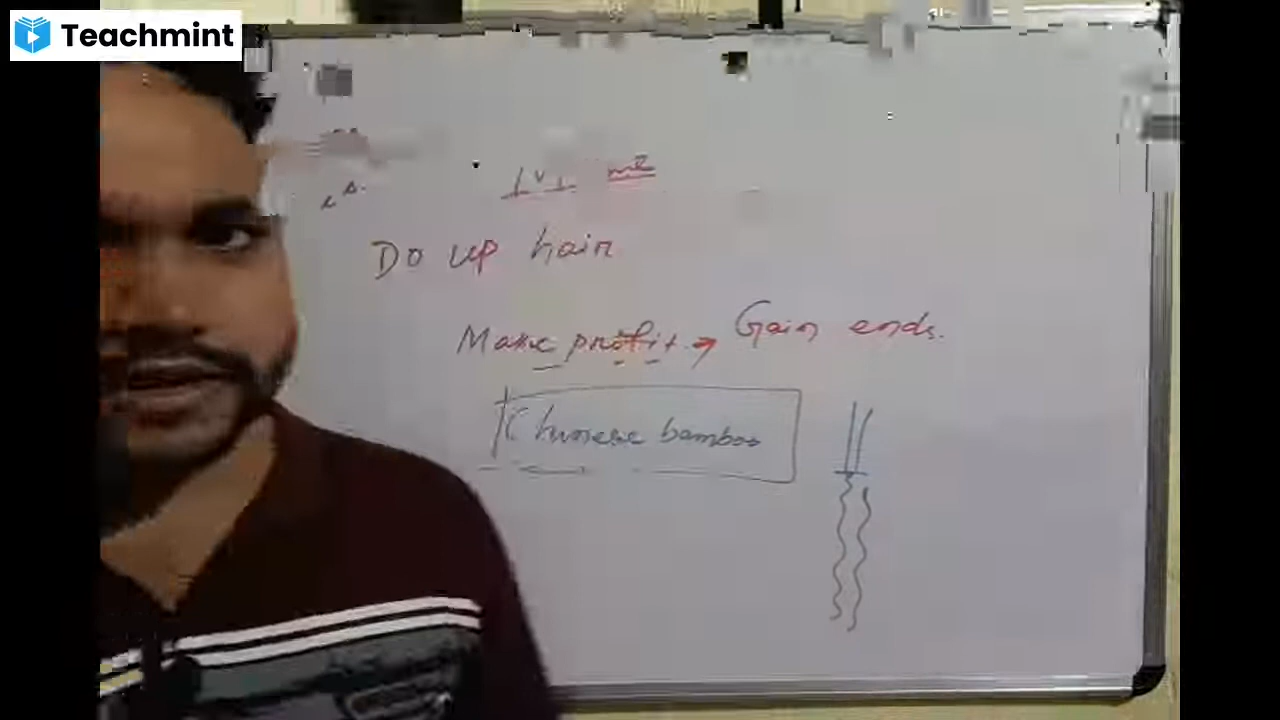 Teachmint
Do up hair
Make profit → Gain ends.
Chinese bamboo